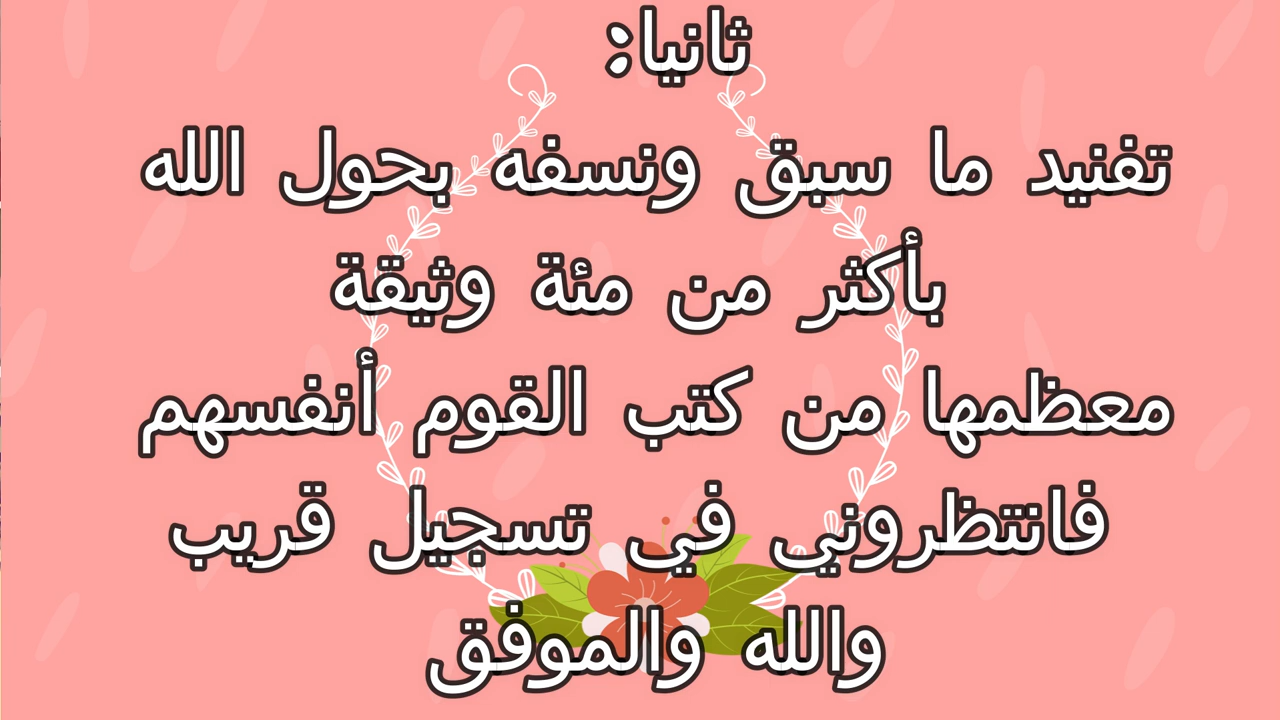 ثانيا:
تفنيد ما سبق ونسفه بحول الله
بأكثر من مئة وثيقة
معظمها من كتب القوم أنفسهم
فانتظروني في تسجيل قريب
والله والموفق